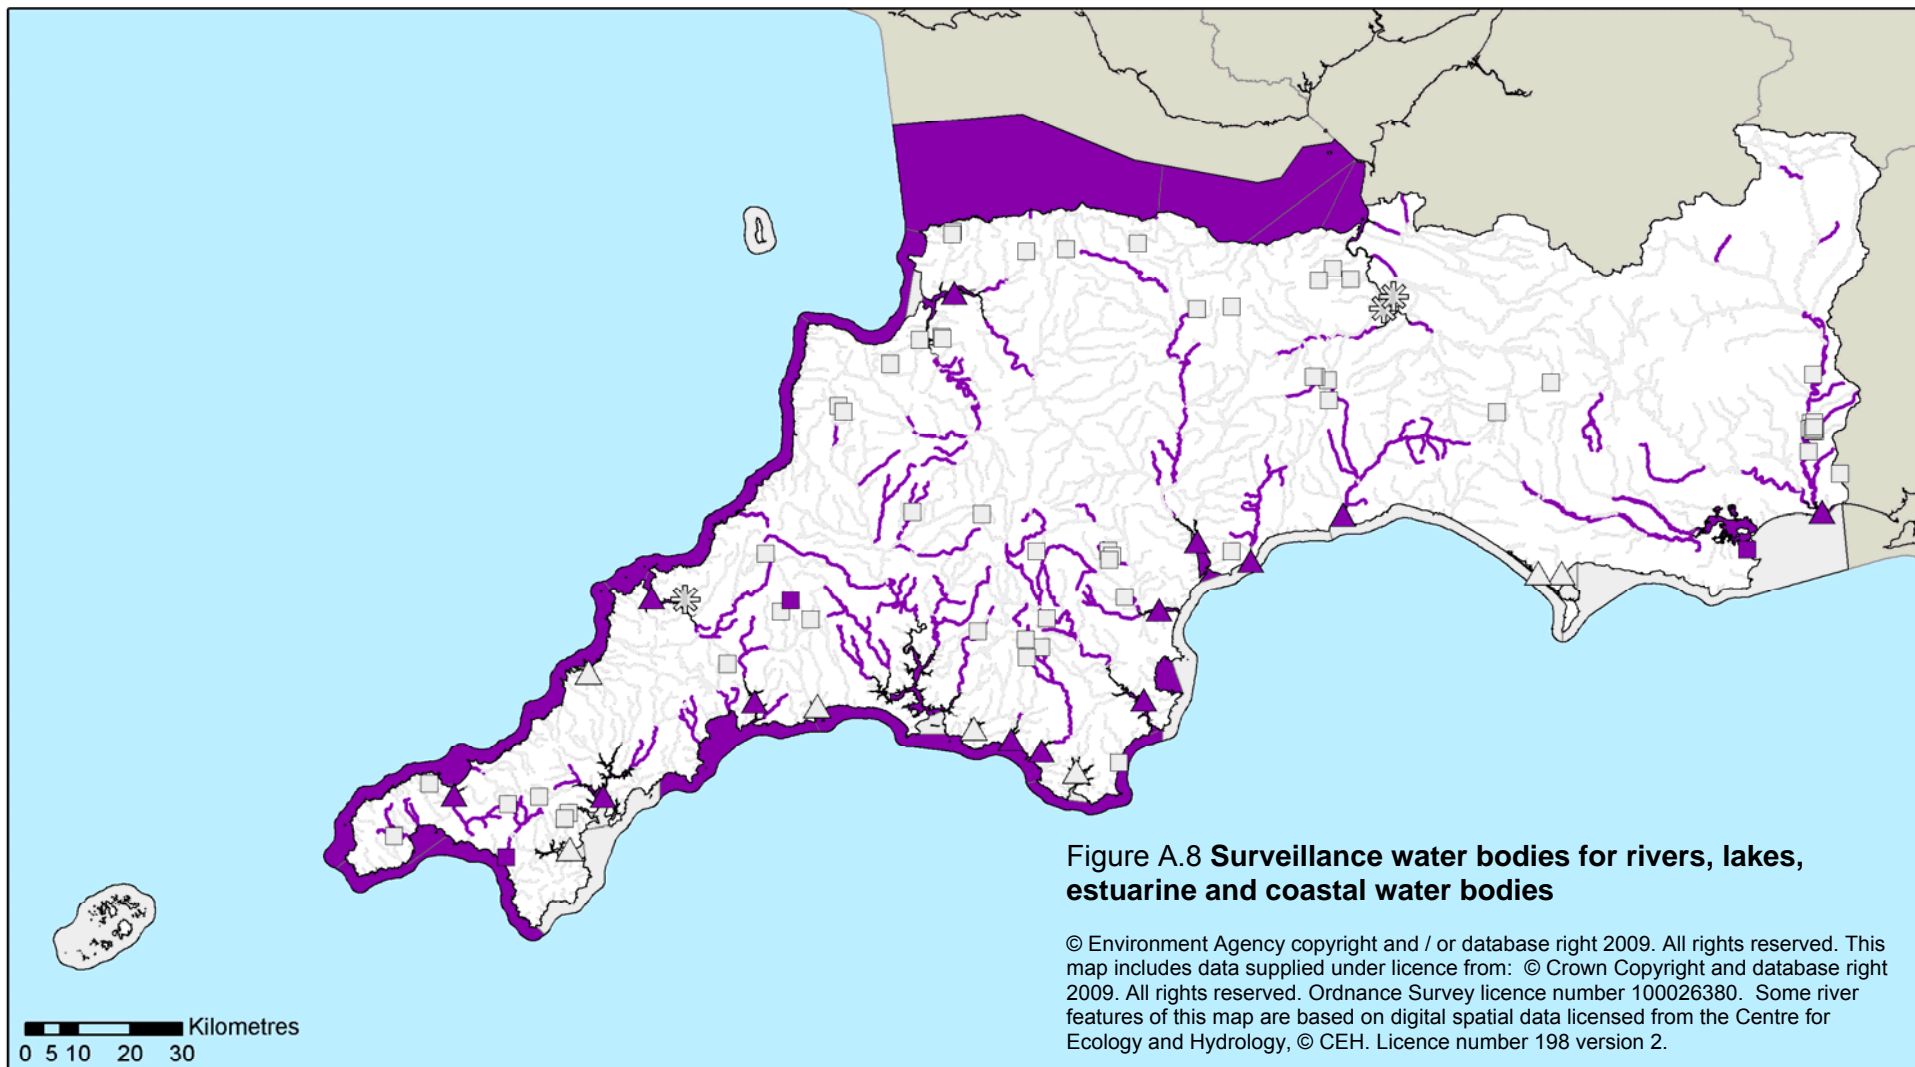 Figure A.8 Surveillance water bodies for rivers, lakes,
estuarine and coastal water bodies
© Environment Agency copyright and / or database right 2009. All rights reserved. This
map includes data supplied under licence from: © Crown Copyright and database right
2009. All rights reserved. Ordnance Survey licence number 100026380. Some river
features of this map are based on digital spatial data licensed from the Centre for
Ecology and Hydrology, © CEH. Licence number 198 version 2.
Kilometres
0 5 10 20 30